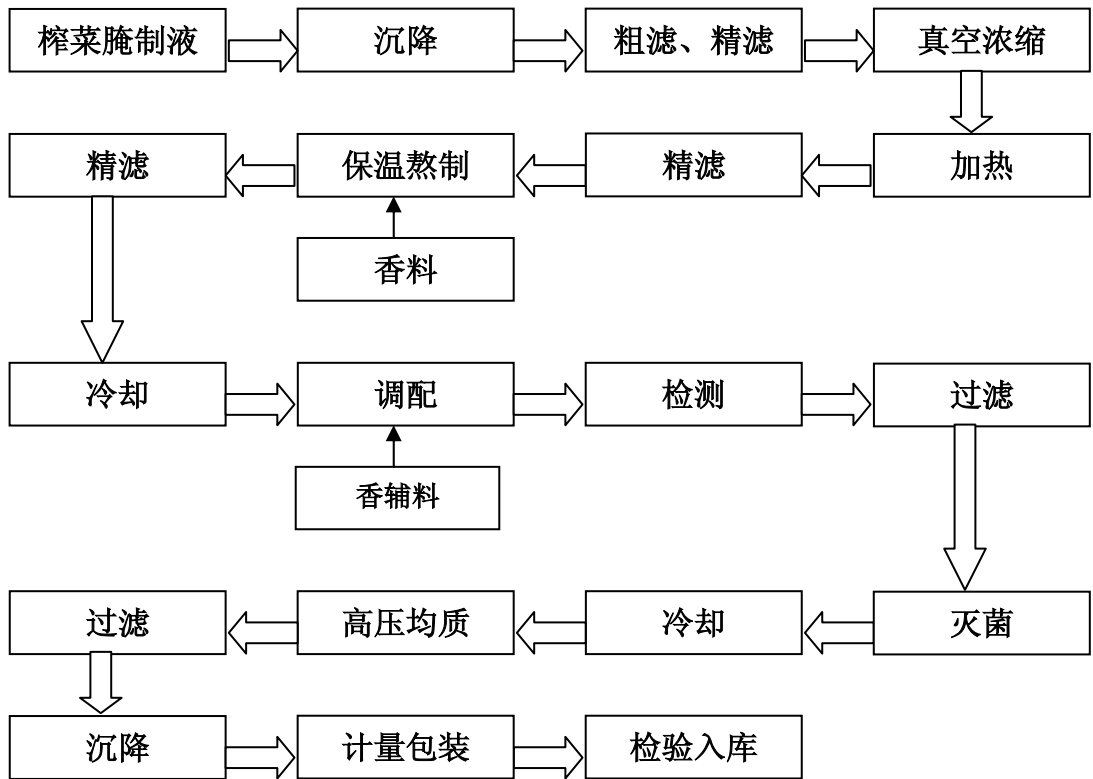 榨菜腌制液
沉降
粗滤、精滤
真空浓缩
精滤
保温熬制
精滤
加热
香料
冷却
调配
检测
过滤
香辅料
过滤
高压均质
冷却
灭菌
沉降
计量包装
检验入库